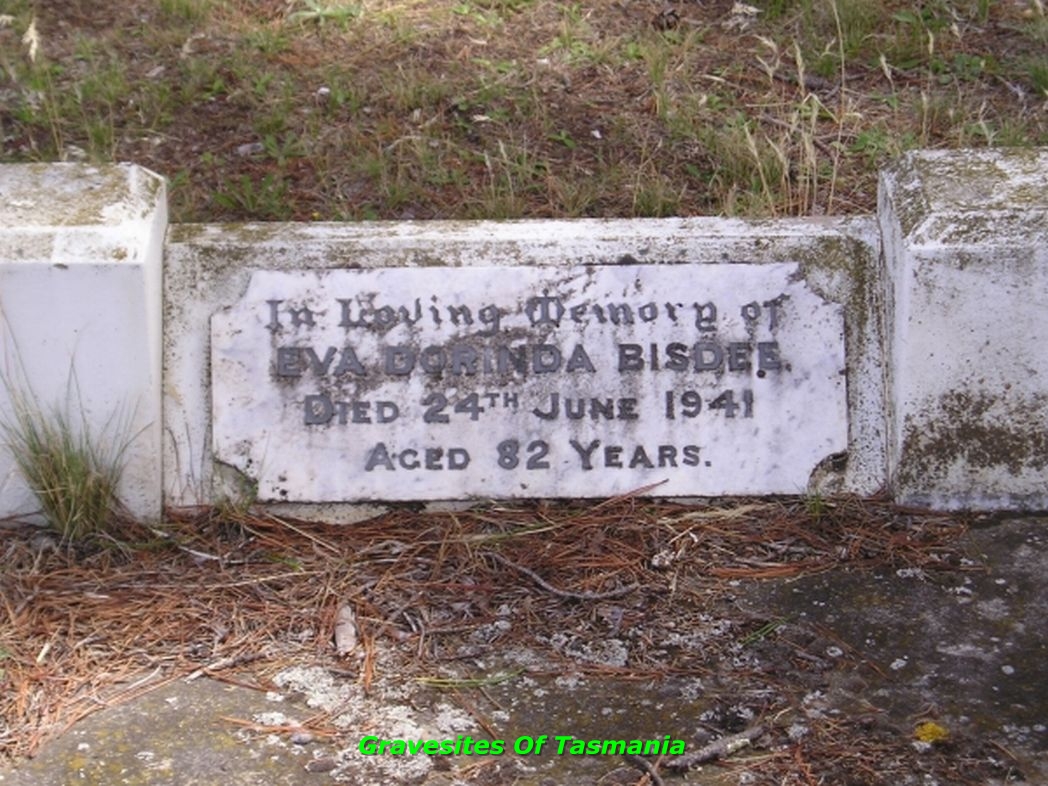 In Loving Memory of
EVA DORINDA BISDEE.
DIED 24TH JUNE 1941
AGED 82 YEARS.
Gravesites Of Tasmania